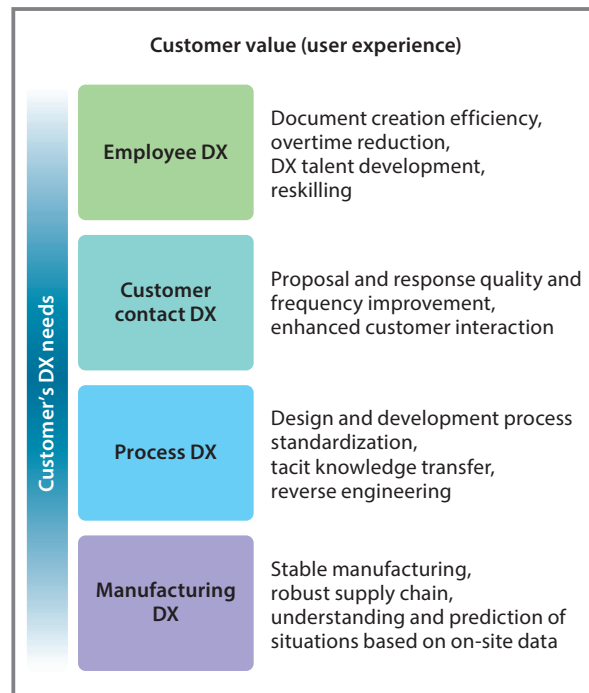 Customer value (user experience)
Customer's DX needs
Employee DX
Document creation efficiency,
overtime reduction,
DX talent development,
reskilling
Customer
contact DX
Proposal and response quality and
frequency improvement,
enhanced customer interaction
Process DX
Design and development process
standardization,
tacit knowledge transfer,
reverse engineering
Manufacturing
DX
Stable manufacturing,
robust supply chain,
understanding and prediction of
situations based on on-site data